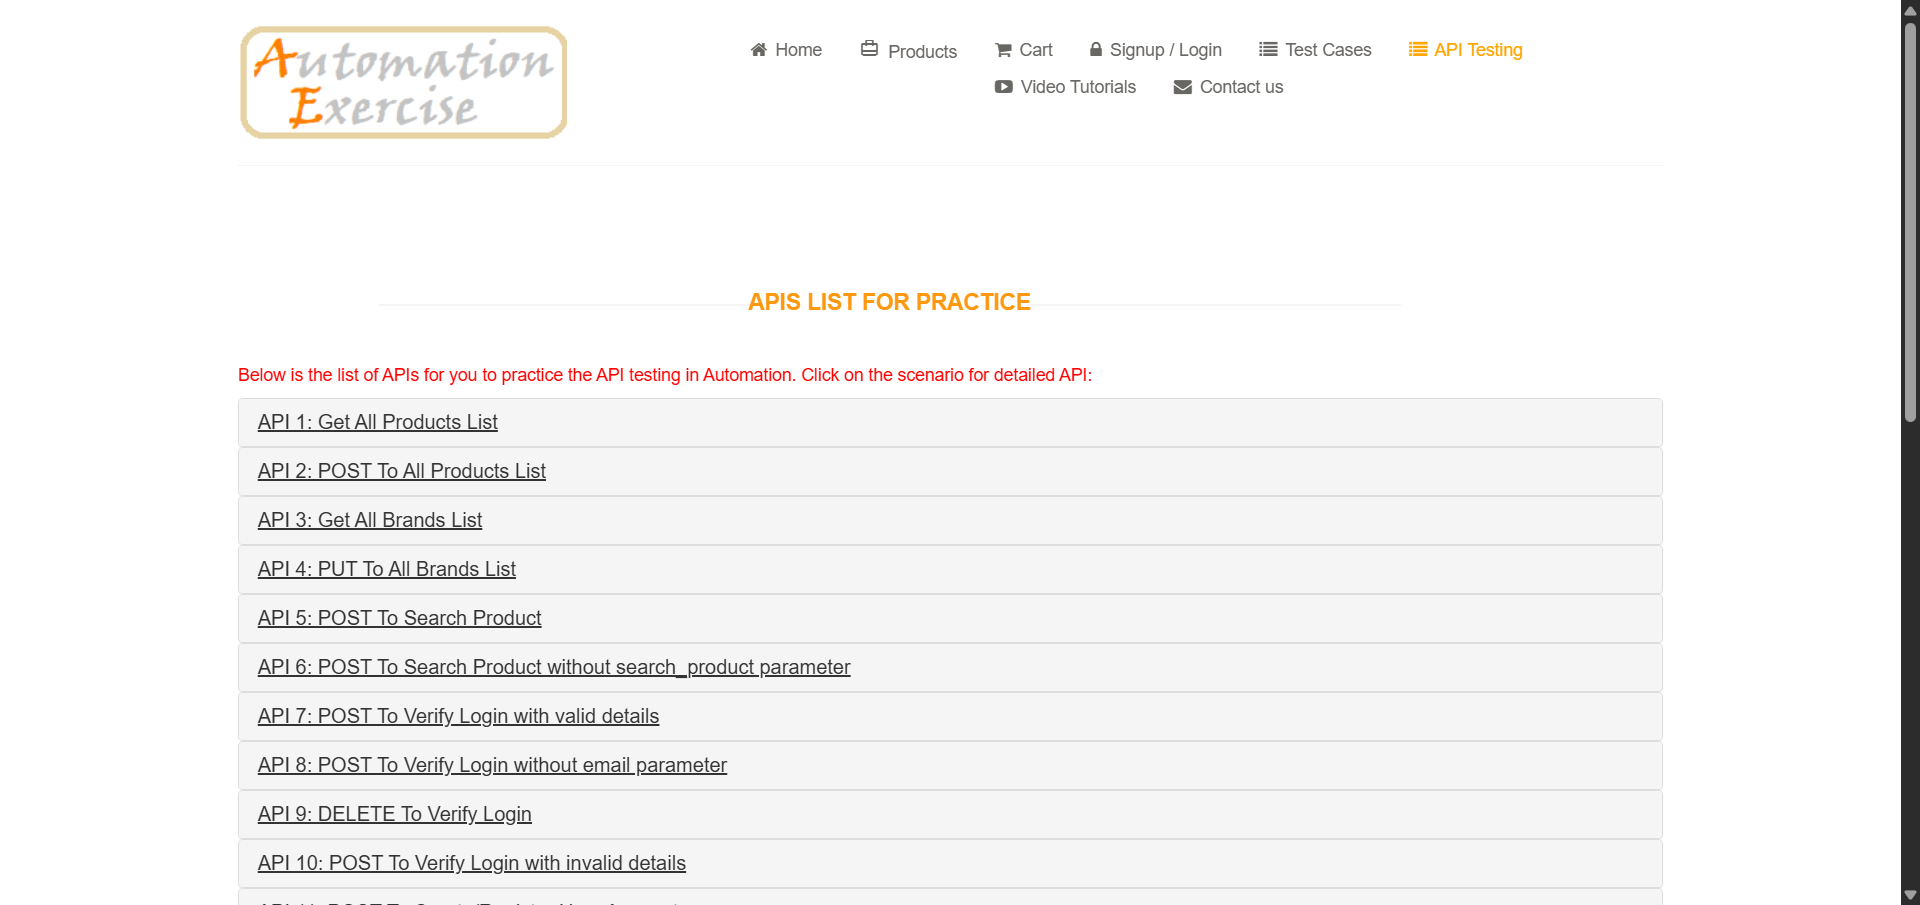 Automation
Exercise
Home
Products
Cart
Signup / Login
Test Cases
API Testing
Video Tutorials
Contact us
APIS LIST FOR PRACTICE
Below is the list of APIs for you to practice the API testing in Automation. Click on the scenario for detailed API:
API 1: Get All Products List
API 2: POST To All Products List
API 3: Get All Brands List
API 4: PUT To All Brands List
API 5: POST To Search Product
API 6: POST To Search Product without search_product parameter
API 7: POST To Verify Login with valid details
API 8: POST To Verify Login without email parameter
API 9: DELETE To Verify Login
API 10: POST To Verify Login with invalid details